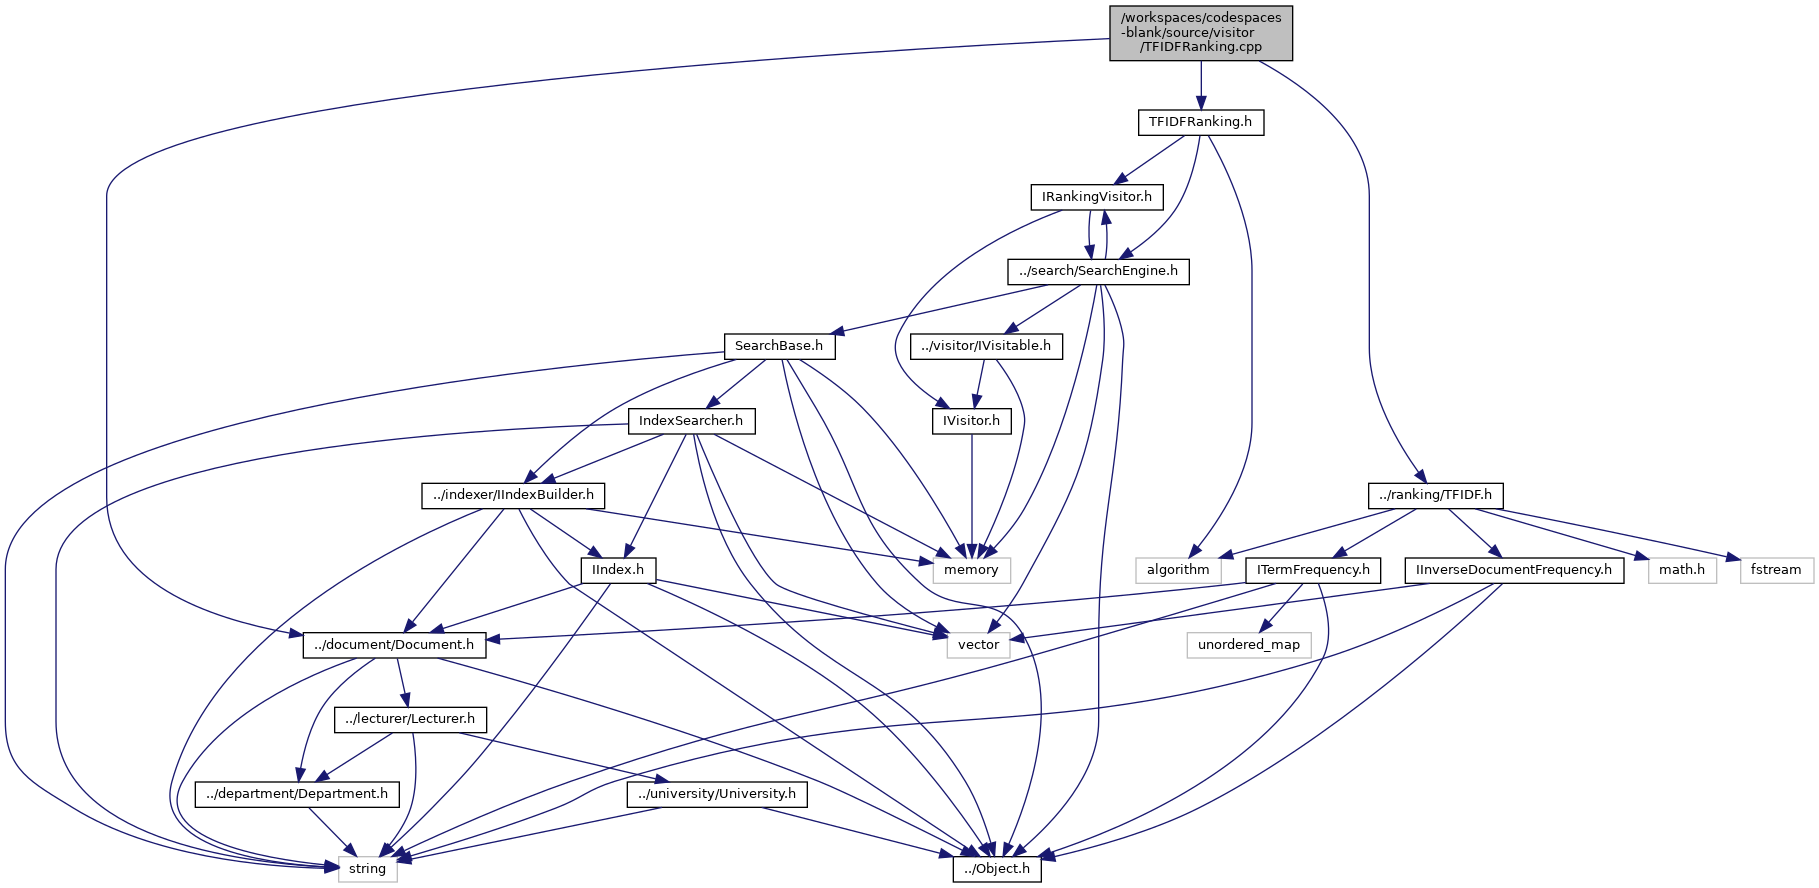 /workspaces/codespaces
-blank/source/visitor
/TFIDFRanking.cpp
TFIDFRanking.h
IRankingVisitor.h
../search/SearchEngine.h
SearchBase.h
../visitor/IVisitable.h
IndexSearcher.h
IVisitor.h
../indexer/IIndexBuilder.h
../ranking/TFIDF.h
IIndex.h
memory
algorithm
ITermFrequency.h
IInverseDocumentFrequency.h
math.h
fstream
../document/Document.h
vector
unordered_map
../lecturer/Lecturer.h
../department/Department.h
../university/University.h
string
../Object.h